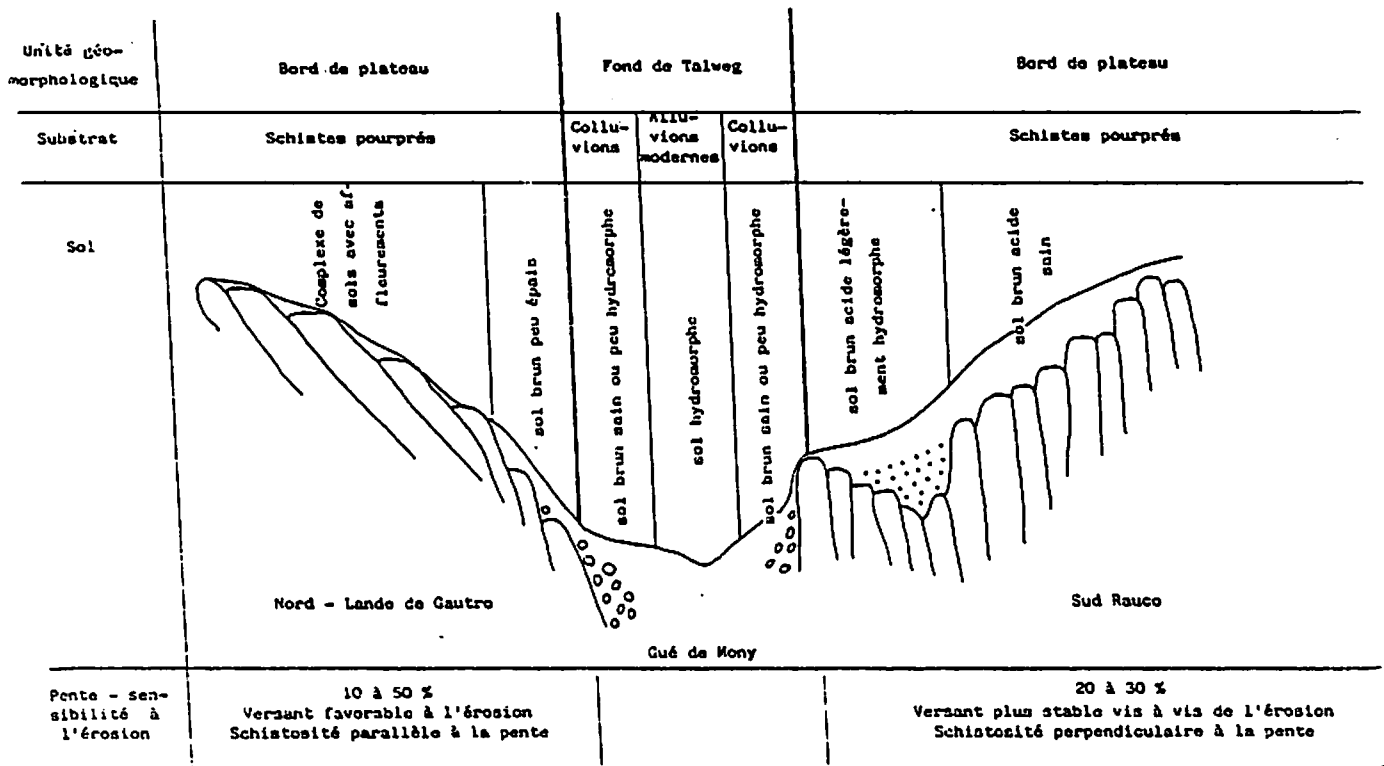 Unité géo-
morphologique
Bord de plateau
Fond de Talweg
Bord de plateau
Substrat
Schistes pourprés
Collu-
vions
Allu-
vions
modernes
Collu-
vions
Schistes pourprés
Sol
Complexe de
sols avec af-
fleurements
sol brun peu épais
sol brun sain ou peu hydromorphe
sol hydromorphe
sol brun sain ou peu hydromorphe
sol brun acide légère-
ment hydromorphe
sol brun acide
sain
Nord - Lande de Gautro
Sud Rauco
Gué de Mony
Pente - sen-
sibilité à
l'érosion
10 à 50 %
Versant favorable à l'érosion
Schistosité parallèle à la pente
20 à 30 %
Versant plus stable vis à vis de l'érosion
Schistosité perpendiculaire à la pente